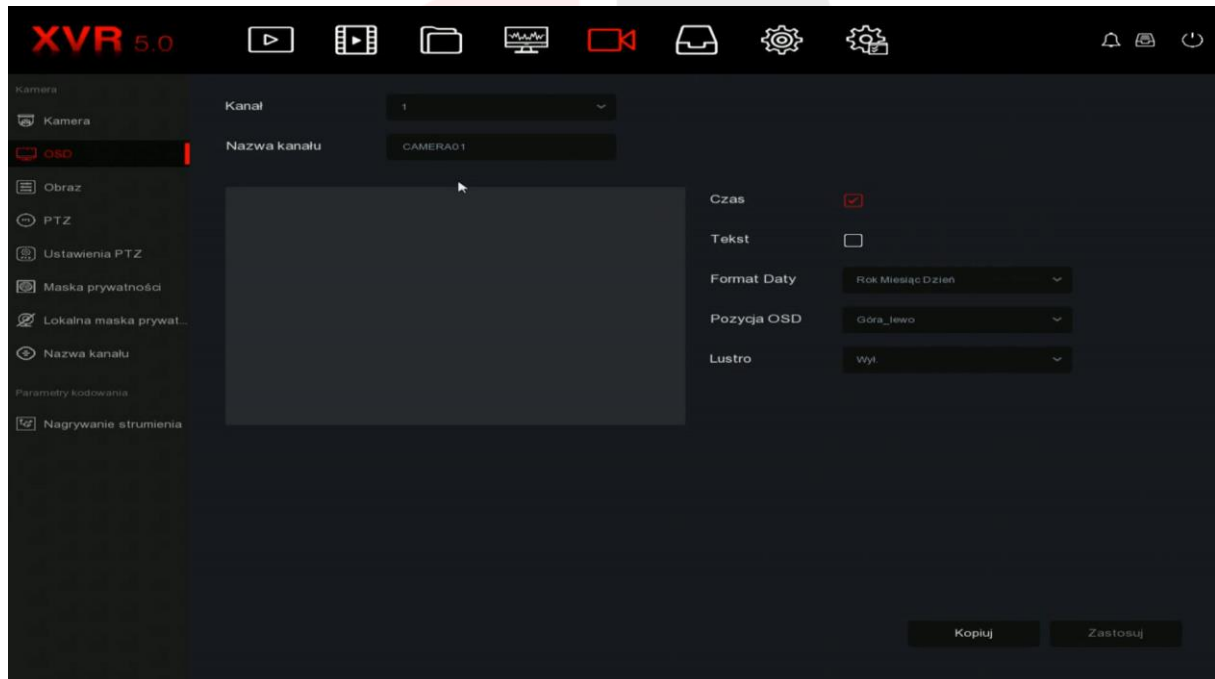 XVR 5.0
Kamera
Kamera
OSD
Obraz
PTZ
Ustawienia PTZ
Maska prywatności
Lokalna maska prywat...
Nazwa kanału
Parametry kodowania
Nagrywanie strumienia
Kanał 1
Nazwa kanału CAMERA01
Czas
Tekst
Format Daty Rok Miesiąc Dzień
Pozycja OSD Góra_lewo
Lustro Wył.
Kopiuj Zastosuj